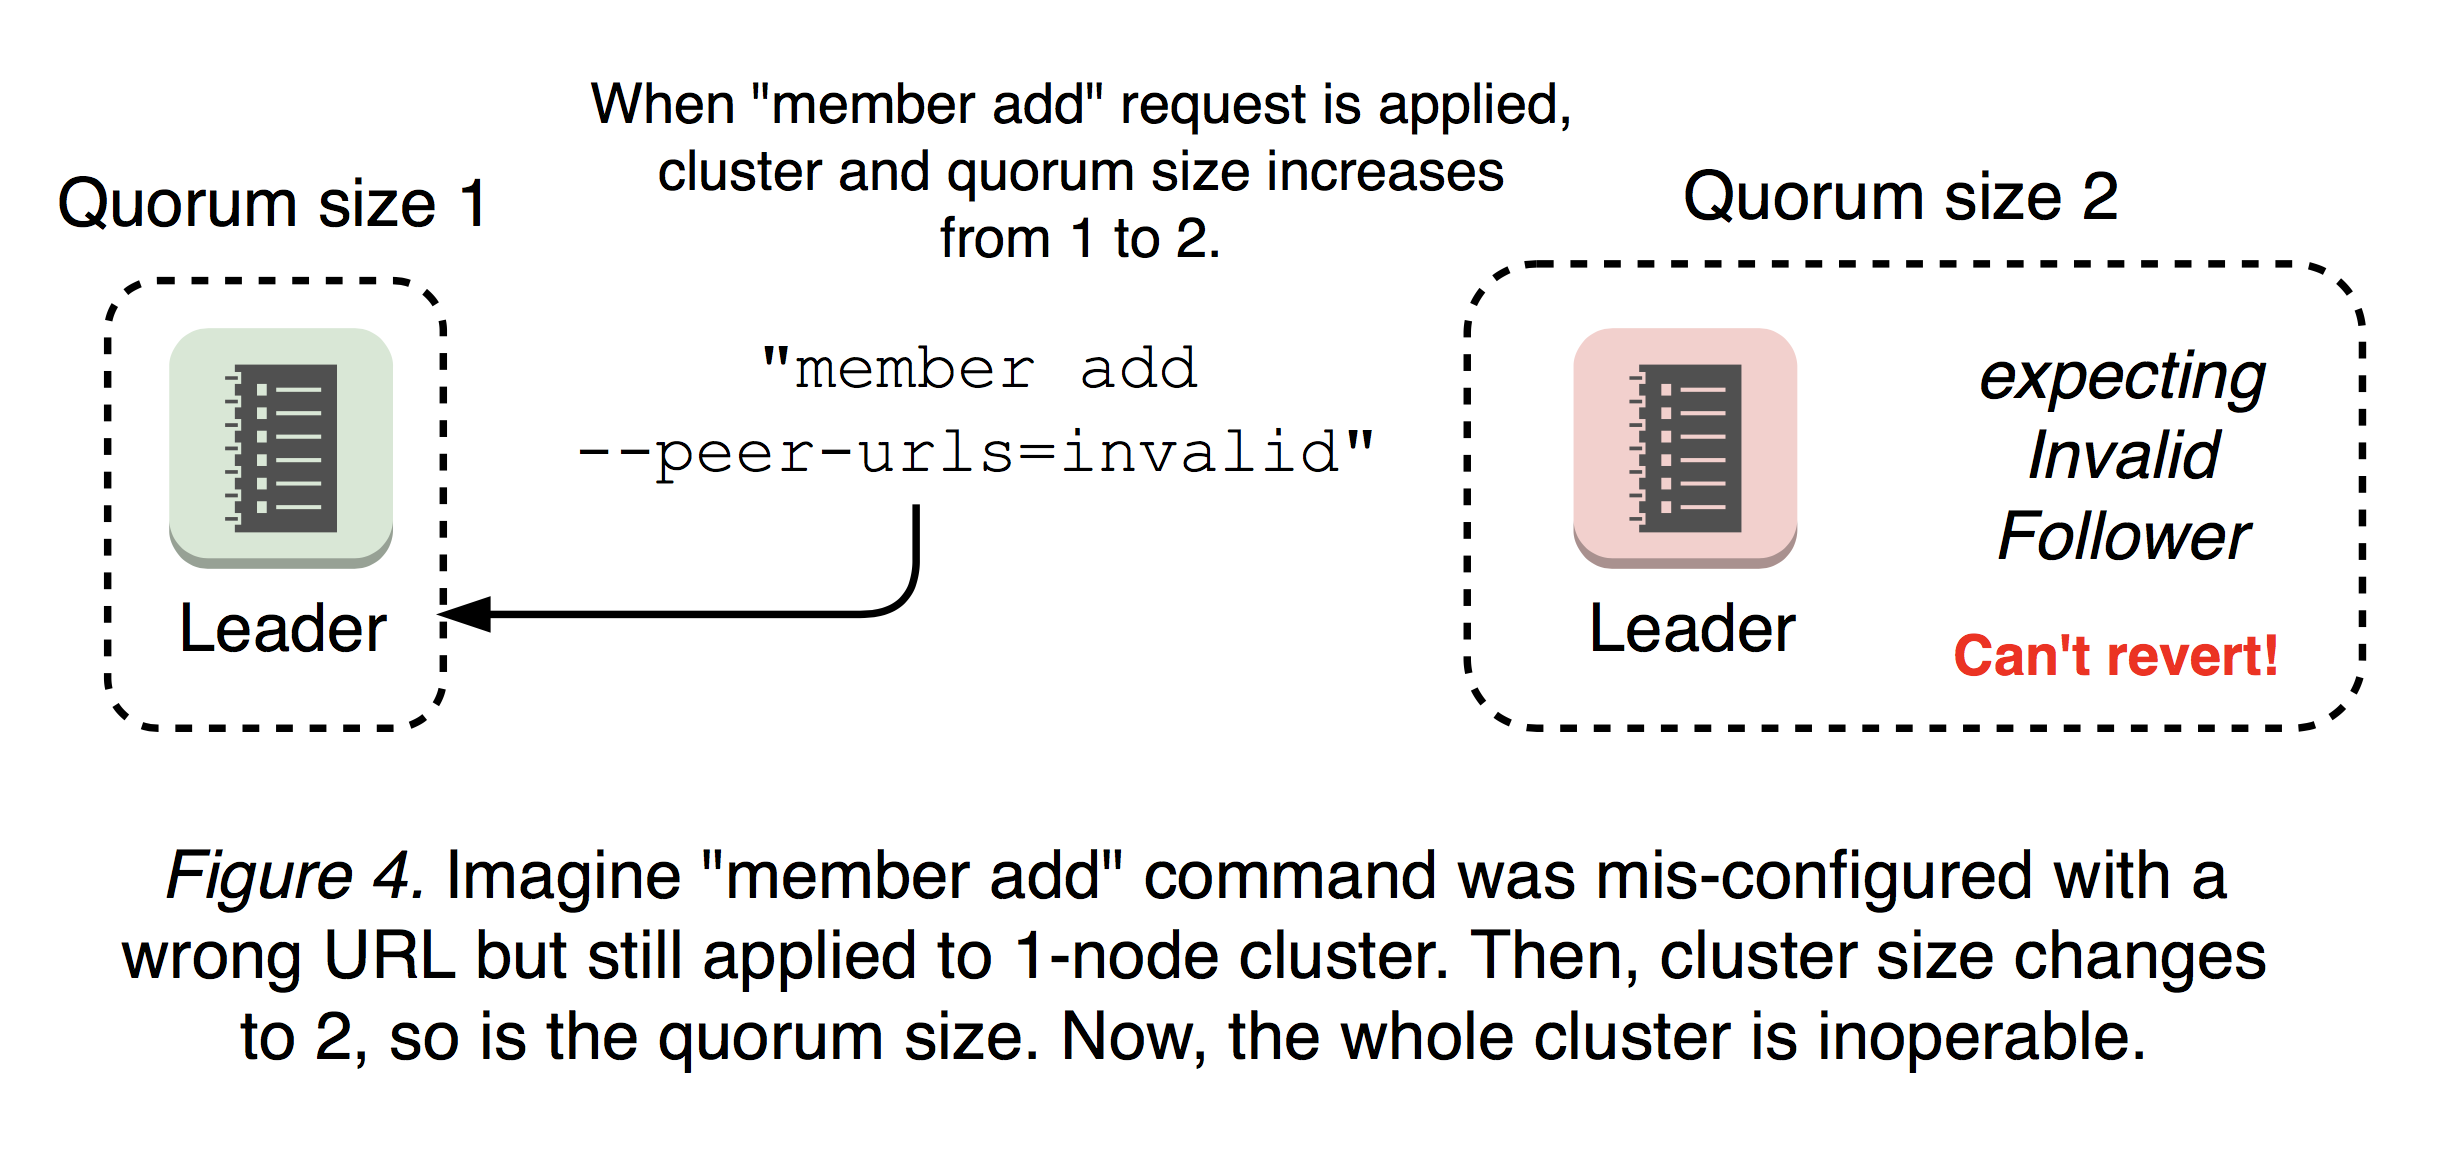 When "member add" request is applied,
cluster and quorum size increases
from 1 to 2.
Quorum size 1
Quorum size 2
"member add
--peer-urls=invalid"
Leader
expecting
Invalid
Follower
Leader
Can't revert!
Figure 4. Imagine "member add" command was mis-configured with a
wrong URL but still applied to 1-node cluster. Then, cluster size changes
to 2, so is the quorum size. Now, the whole cluster is inoperable.